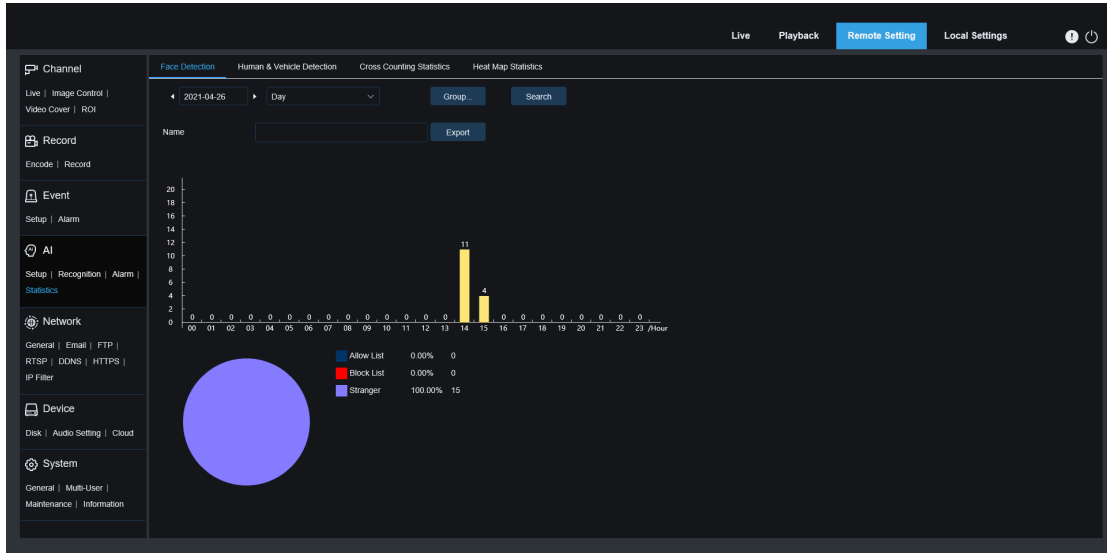 Live Playback Remote Setting Local Settings
Channel
Live | Image Control |
Video Cover | ROI
Record
Encode | Record
Event
Setup | Alarm
AI
Setup | Recognition | Alarm |
Statistics
Network
General | Email | FTP |
RTSP | DDNS | HTTPS |
IP Filter
Device
Disk | Audio Setting | Cloud
System
General | Multi-User |
Maintenance | Information
Face Detection Human & Vehicle Detection Cross Counting Statistics Heat Map Statistics
2021-04-26 Day Group... Search
Name Export
20
18
16
14
12
10
8
6
4
2
0
0 0 0 0 0 0 0 0 0 0 0 0 0 0 11 4 0 0 0 0 0 0 0 0
00 01 02 03 04 05 06 07 08 09 10 11 12 13 14 15 16 17 18 19 20 21 22 23 /Hour
Allow List 0.00% 0
Block List 0.00% 0
Stranger 100.00% 15